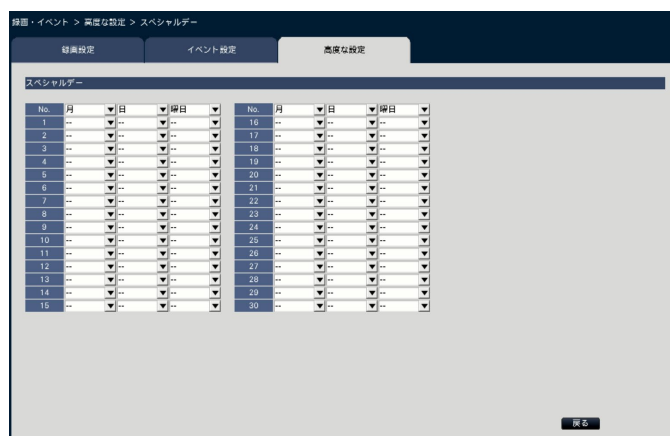 録画・イベント > 高度な設定 > スペシャルデー
録画設定 イベント設定 高度な設定
スペシャルデー
No. 月 ▼ 日 ▼ 曜日 ▼ No. 月 ▼ 日 ▼ 曜日 ▼
1 -- ▼ -- ▼ -- ▼ 16 -- ▼ -- ▼ -- ▼
2 -- ▼ -- ▼ -- ▼ 17 -- ▼ -- ▼ -- ▼
3 -- ▼ -- ▼ -- ▼ 18 -- ▼ -- ▼ -- ▼
4 -- ▼ -- ▼ -- ▼ 19 -- ▼ -- ▼ -- ▼
5 -- ▼ -- ▼ -- ▼ 20 -- ▼ -- ▼ -- ▼
6 -- ▼ -- ▼ -- ▼ 21 -- ▼ -- ▼ -- ▼
7 -- ▼ -- ▼ -- ▼ 22 -- ▼ -- ▼ -- ▼
8 -- ▼ -- ▼ -- ▼ 23 -- ▼ -- ▼ -- ▼
9 -- ▼ -- ▼ -- ▼ 24 -- ▼ -- ▼ -- ▼
10 -- ▼ -- ▼ -- ▼ 25 -- ▼ -- ▼ -- ▼
11 -- ▼ -- ▼ -- ▼ 26 -- ▼ -- ▼ -- ▼
12 -- ▼ -- ▼ -- ▼ 27 -- ▼ -- ▼ -- ▼
13 -- ▼ -- ▼ -- ▼ 28 -- ▼ -- ▼ -- ▼
14 -- ▼ -- ▼ -- ▼ 29 -- ▼ -- ▼ -- ▼
15 -- ▼ -- ▼ -- ▼ 30 -- ▼ -- ▼ -- ▼
戻る